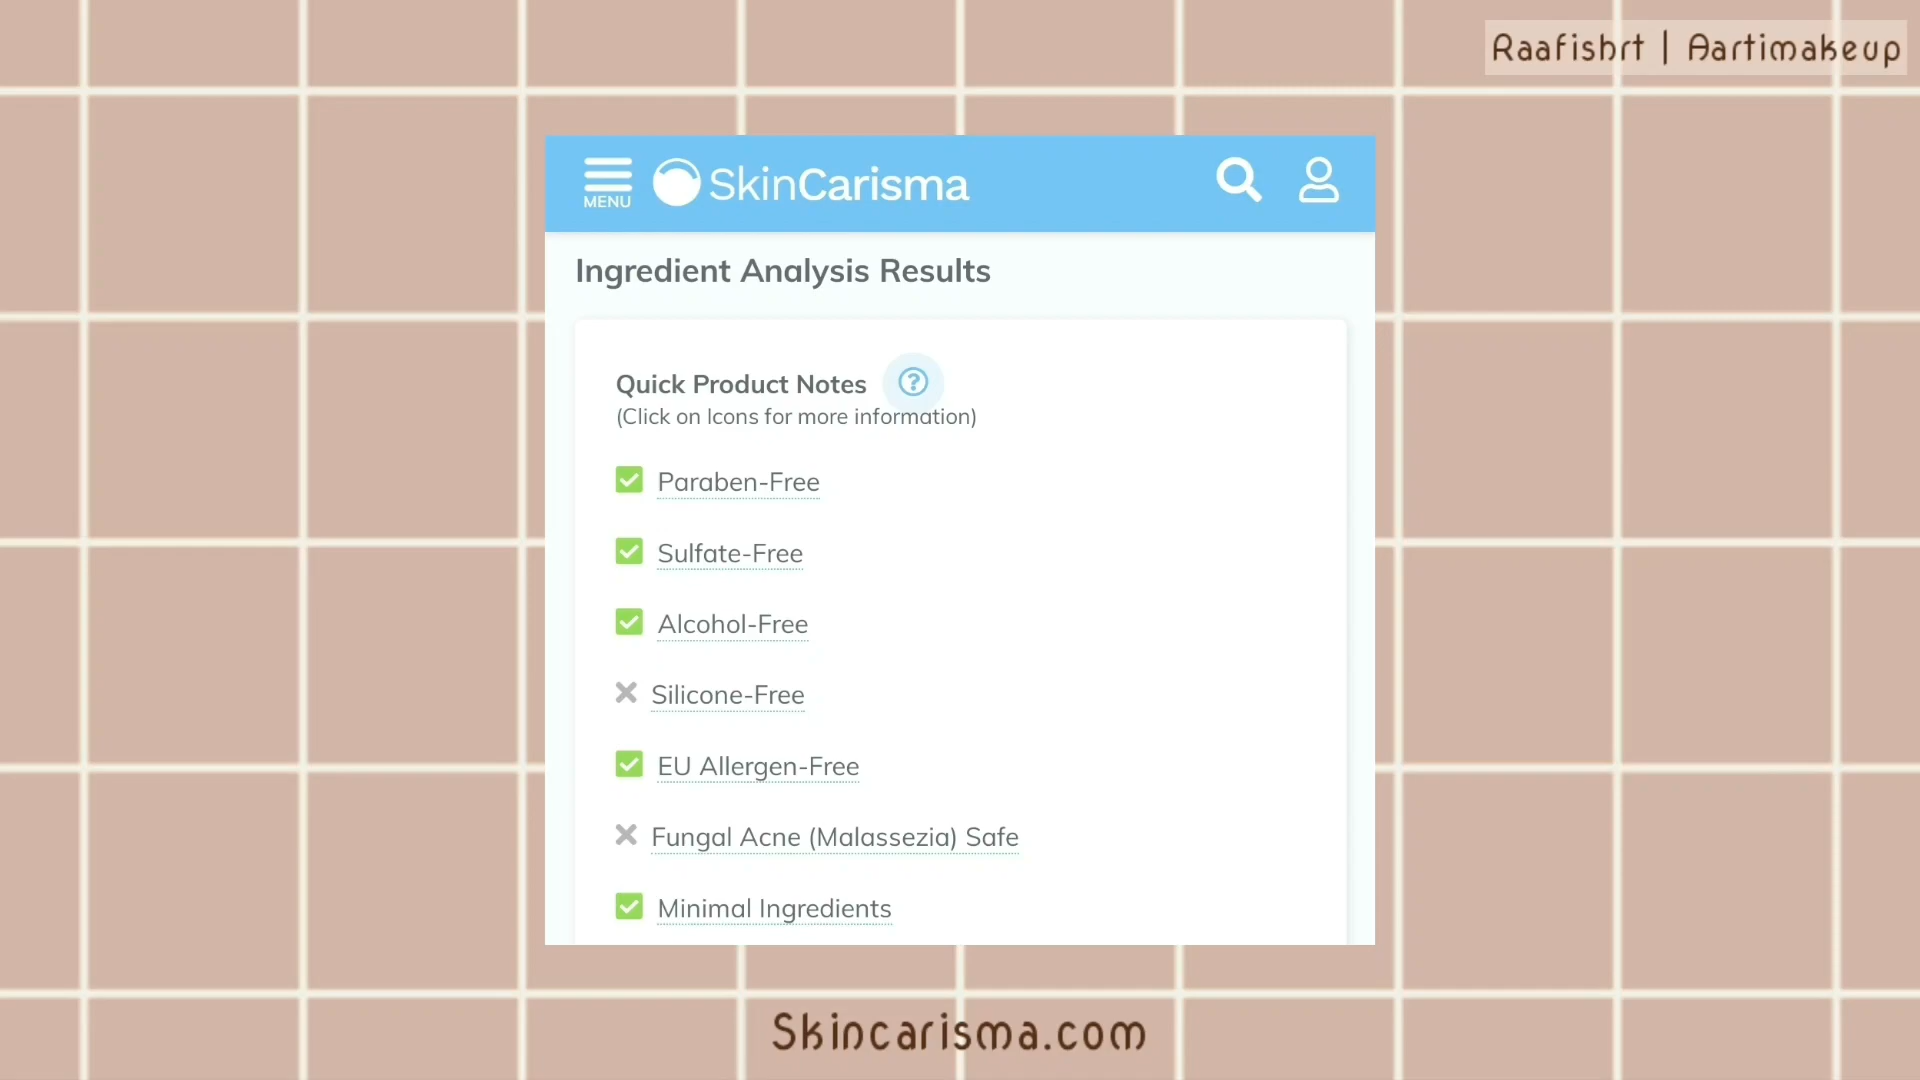 Raafishrt | Aartimakeup
MENU
SkinCarisma
Ingredient Analysis Results
Quick Product Notes ?
(Click on Icons for more information)
Paraben-Free
Sulfate-Free
Alcohol-Free
Silicone-Free
EU Allergen-Free
Fungal Acne (Malassezia) Safe
Minimal Ingredients
Skincarisma.com